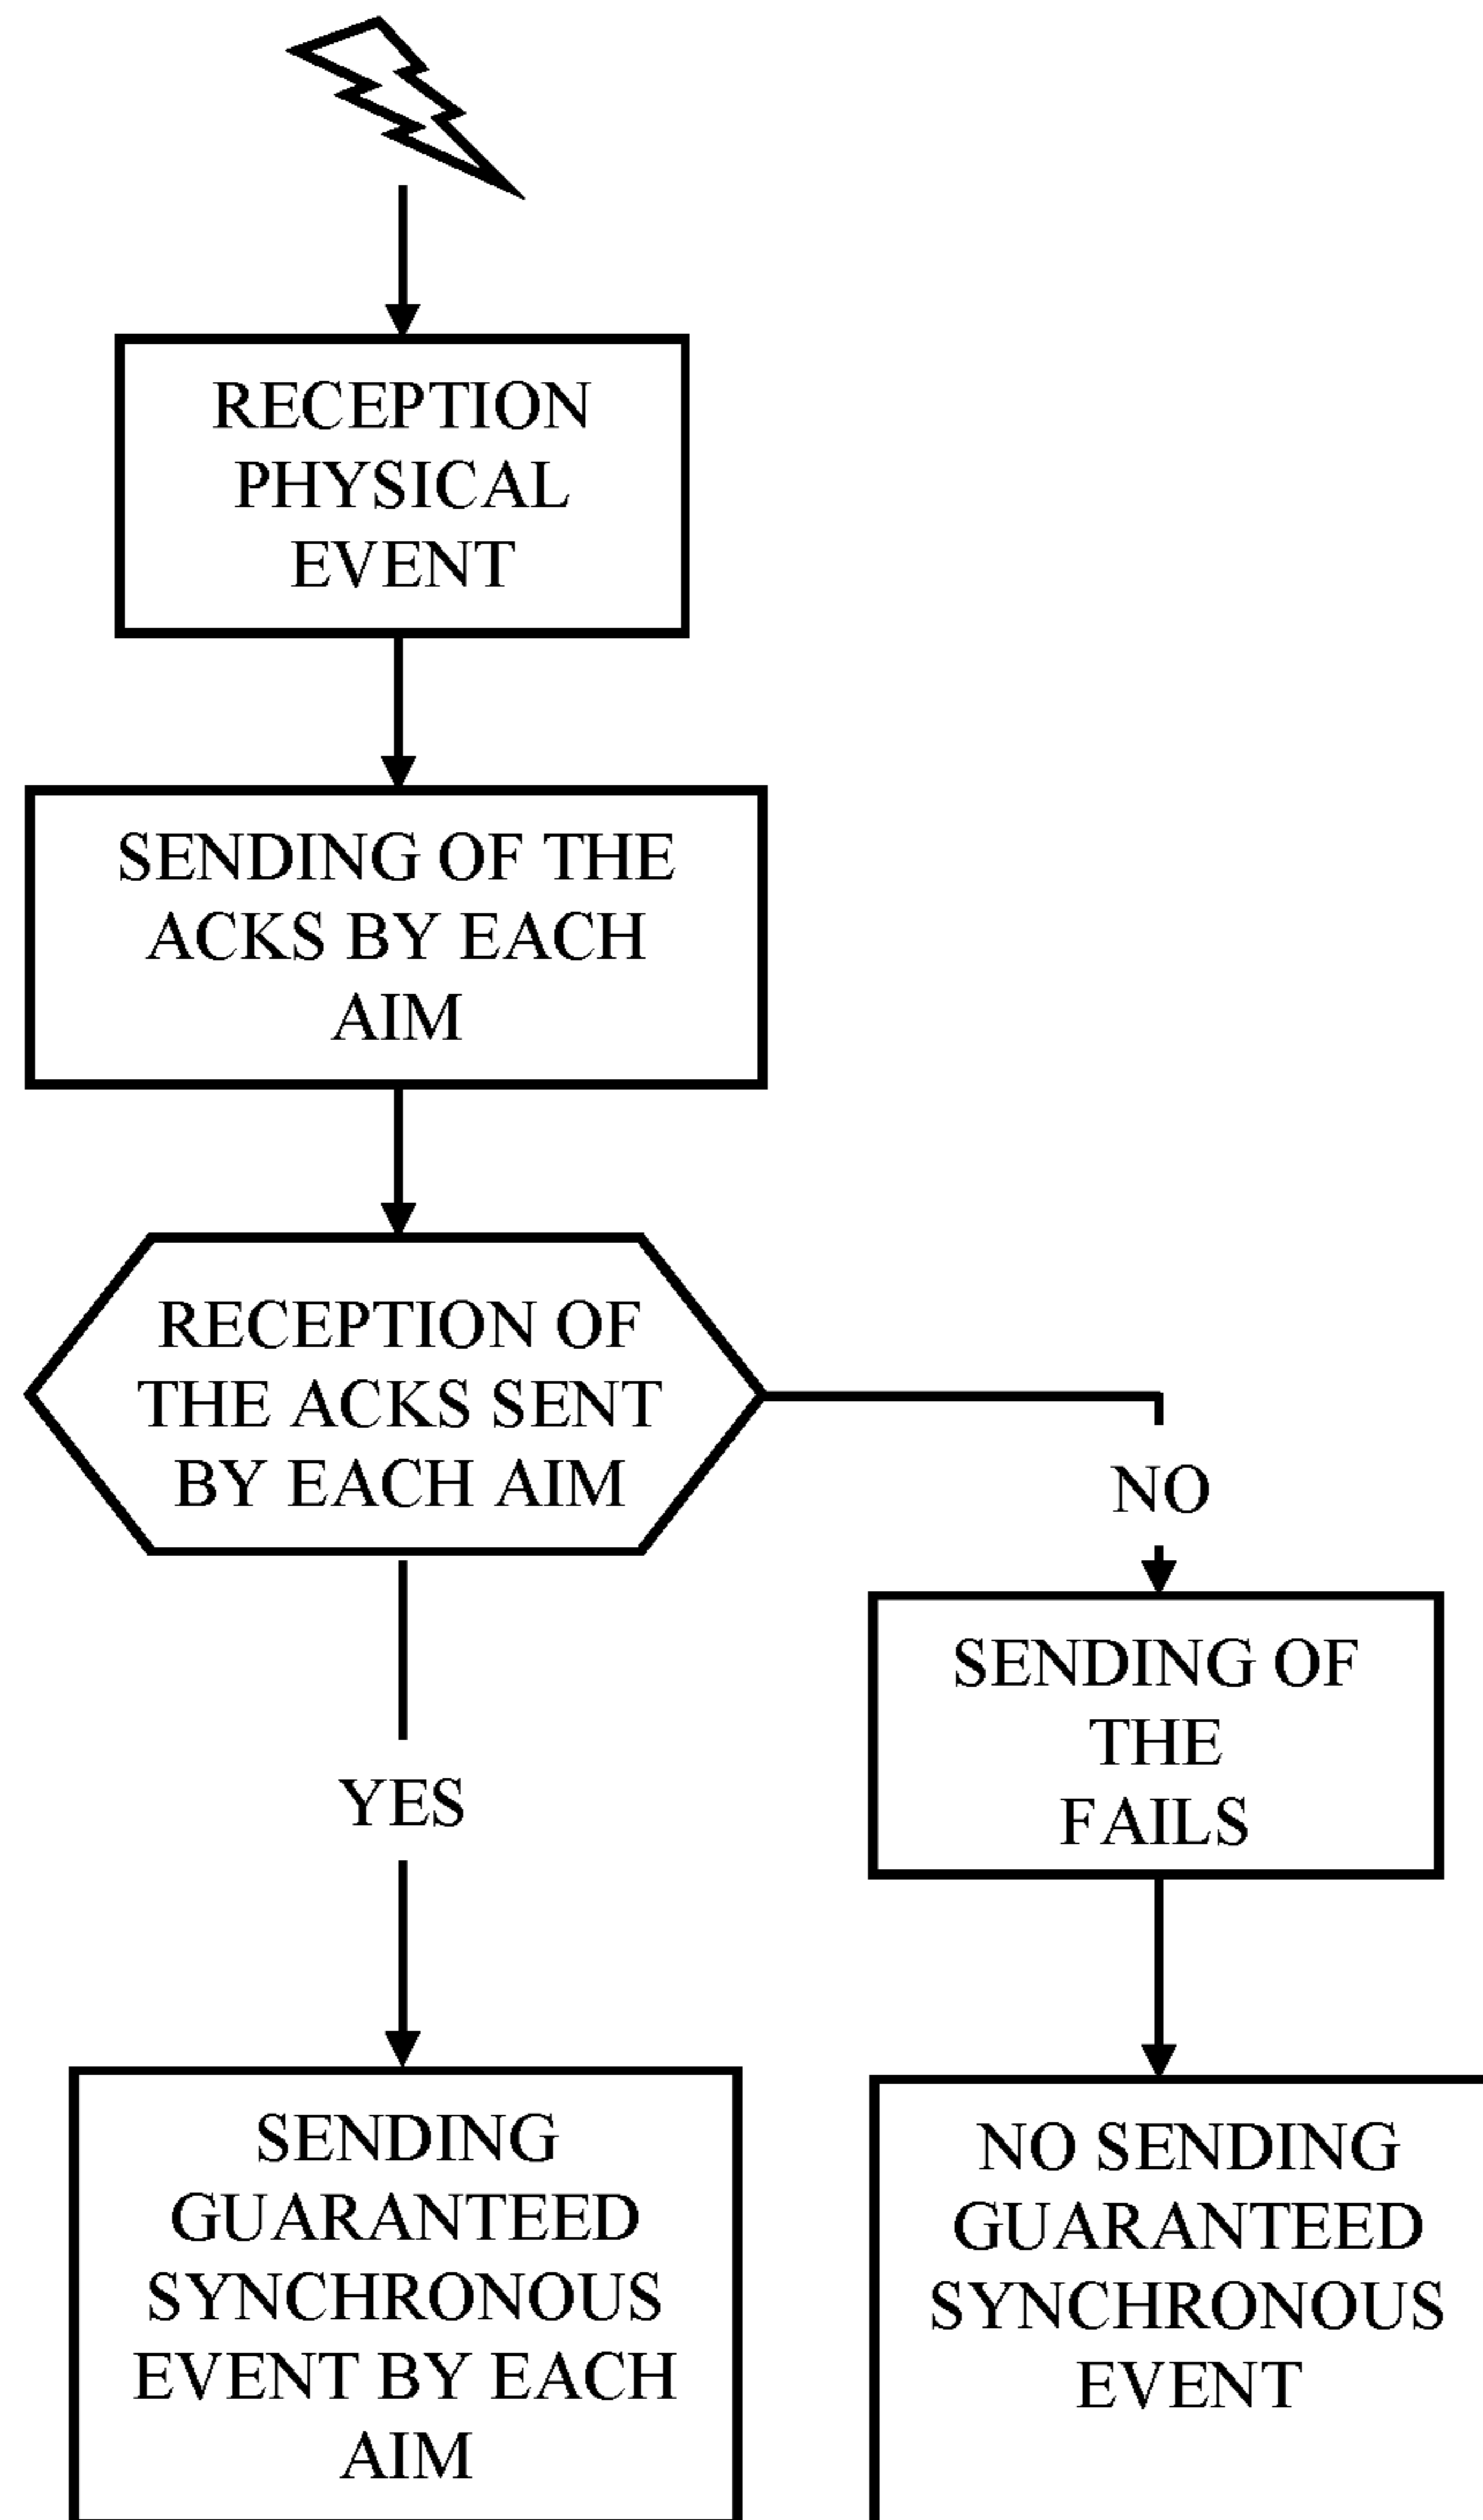 RECEPTION
PHYSICAL
EVENT
SENDING OF THE
ACKS BY EACH
AIM
RECEPTION OF
THE ACKS SENT
BY EACH AIM
NO
SENDING OF
THE
FAILS
YES
SENDING
GUARANTEED
SYNCHRONOUS
EVENT BY EACH
AIM
NO SENDING
GUARANTEED
SYNCHRONOUS
EVENT